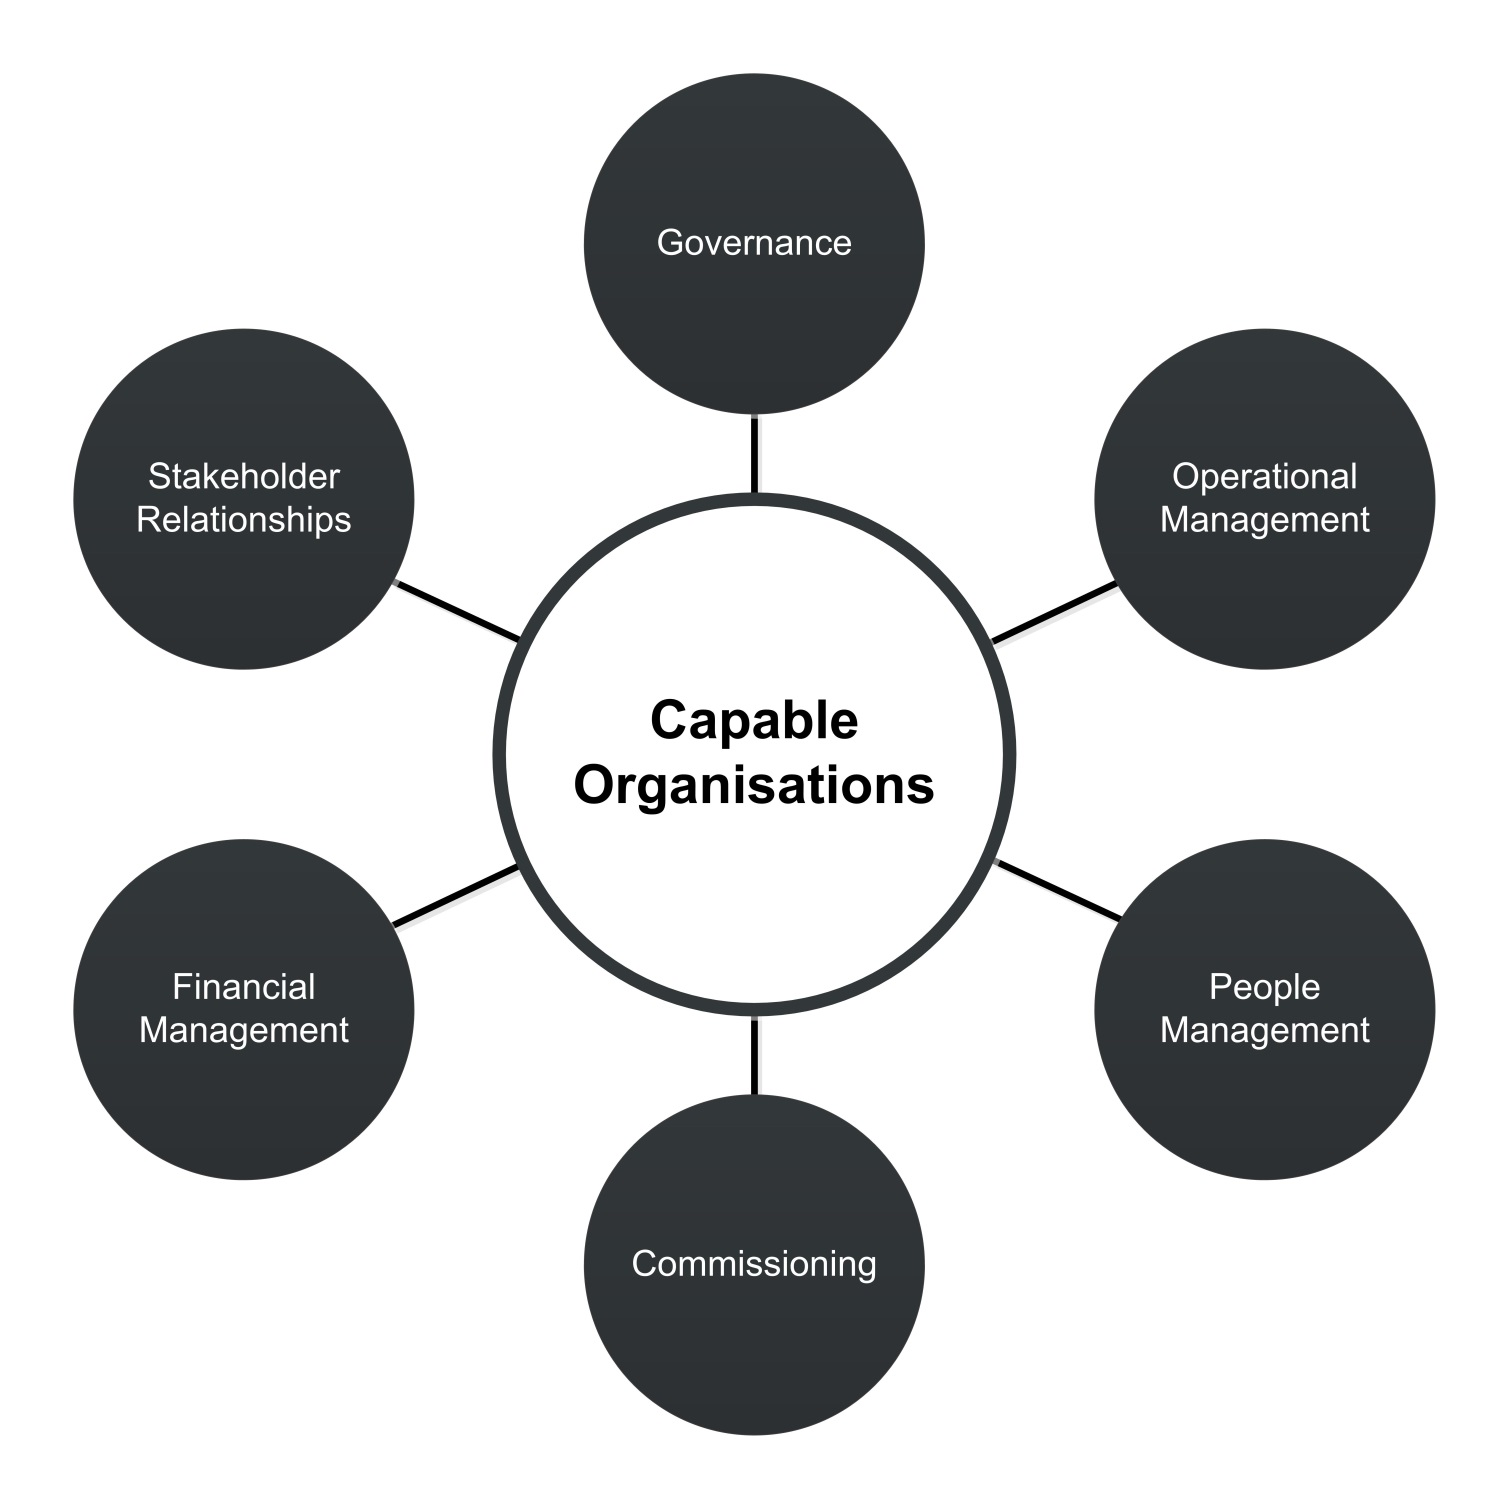 Governance
Stakeholder
Relationships
Operational
Management
Capable
Organisations
Financial
Management
People
Management
Commissioning